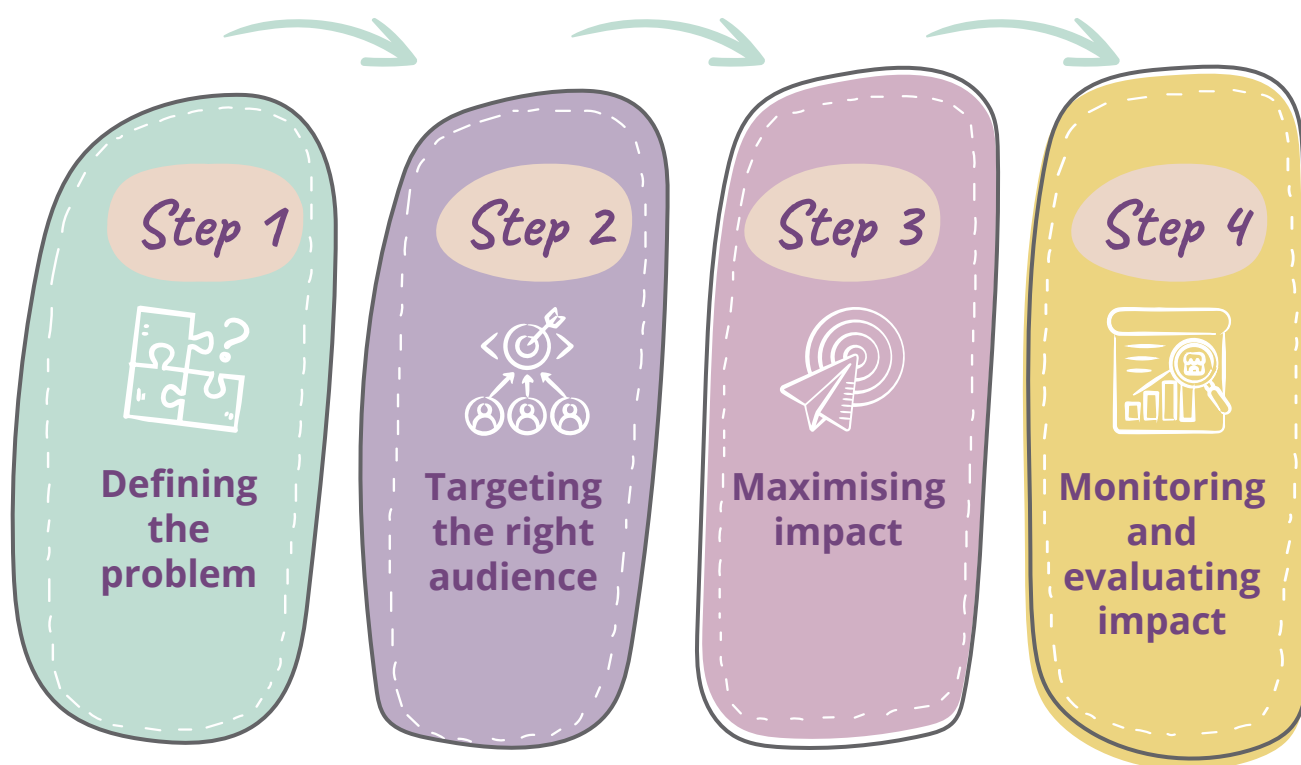 Step 1
Defining
the
problem
Step 2
Targeting
the right
audience
Step 3
Maximising
impact
Step 4
Monitoring
and
evaluating
impact